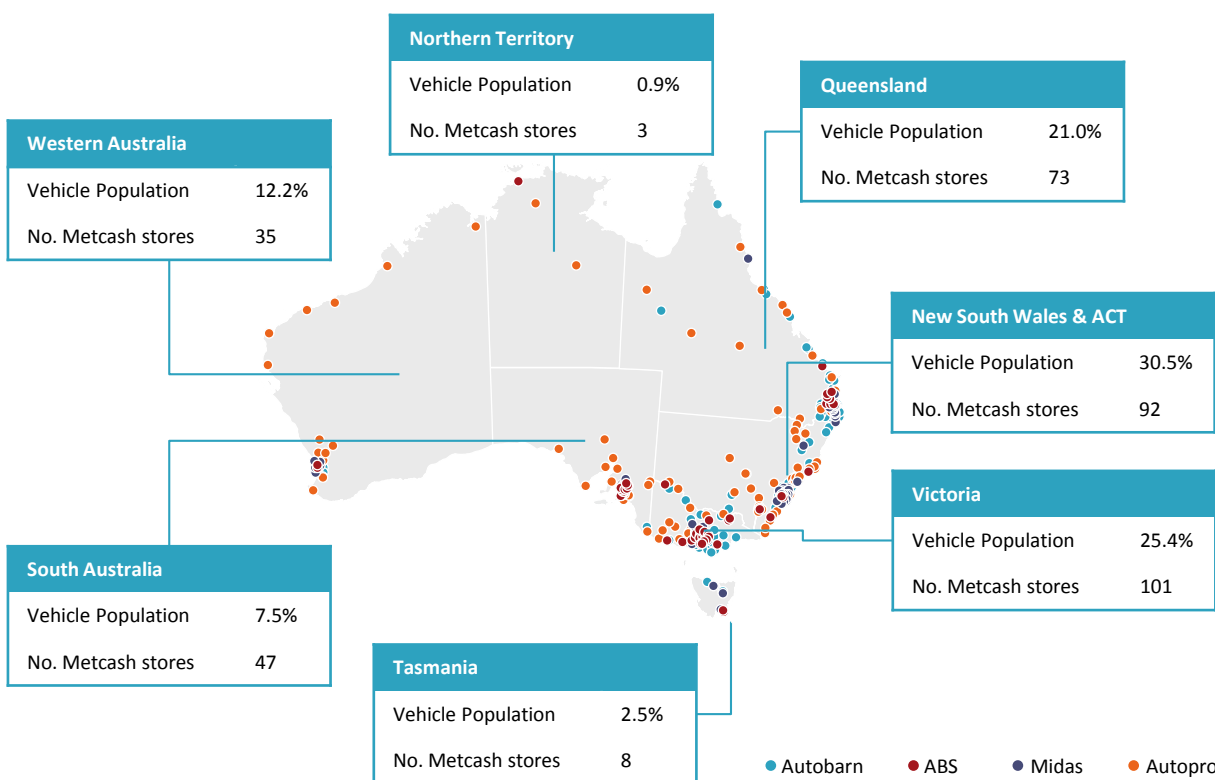 Northern Territory
Vehicle Population 0.9%
No. Metcash stores 3
Queensland
Vehicle Population 21.0%
No. Metcash stores 73
Western Australia
Vehicle Population 12.2%
No. Metcash stores 35
New South Wales & ACT
Vehicle Population 30.5%
No. Metcash stores 92
Victoria
Vehicle Population 25.4%
No. Metcash stores 101
South Australia
Vehicle Population 7.5%
No. Metcash stores 47
Tasmania
Vehicle Population 2.5%
No. Metcash stores 8
Autobarn ABS Midas Autopro